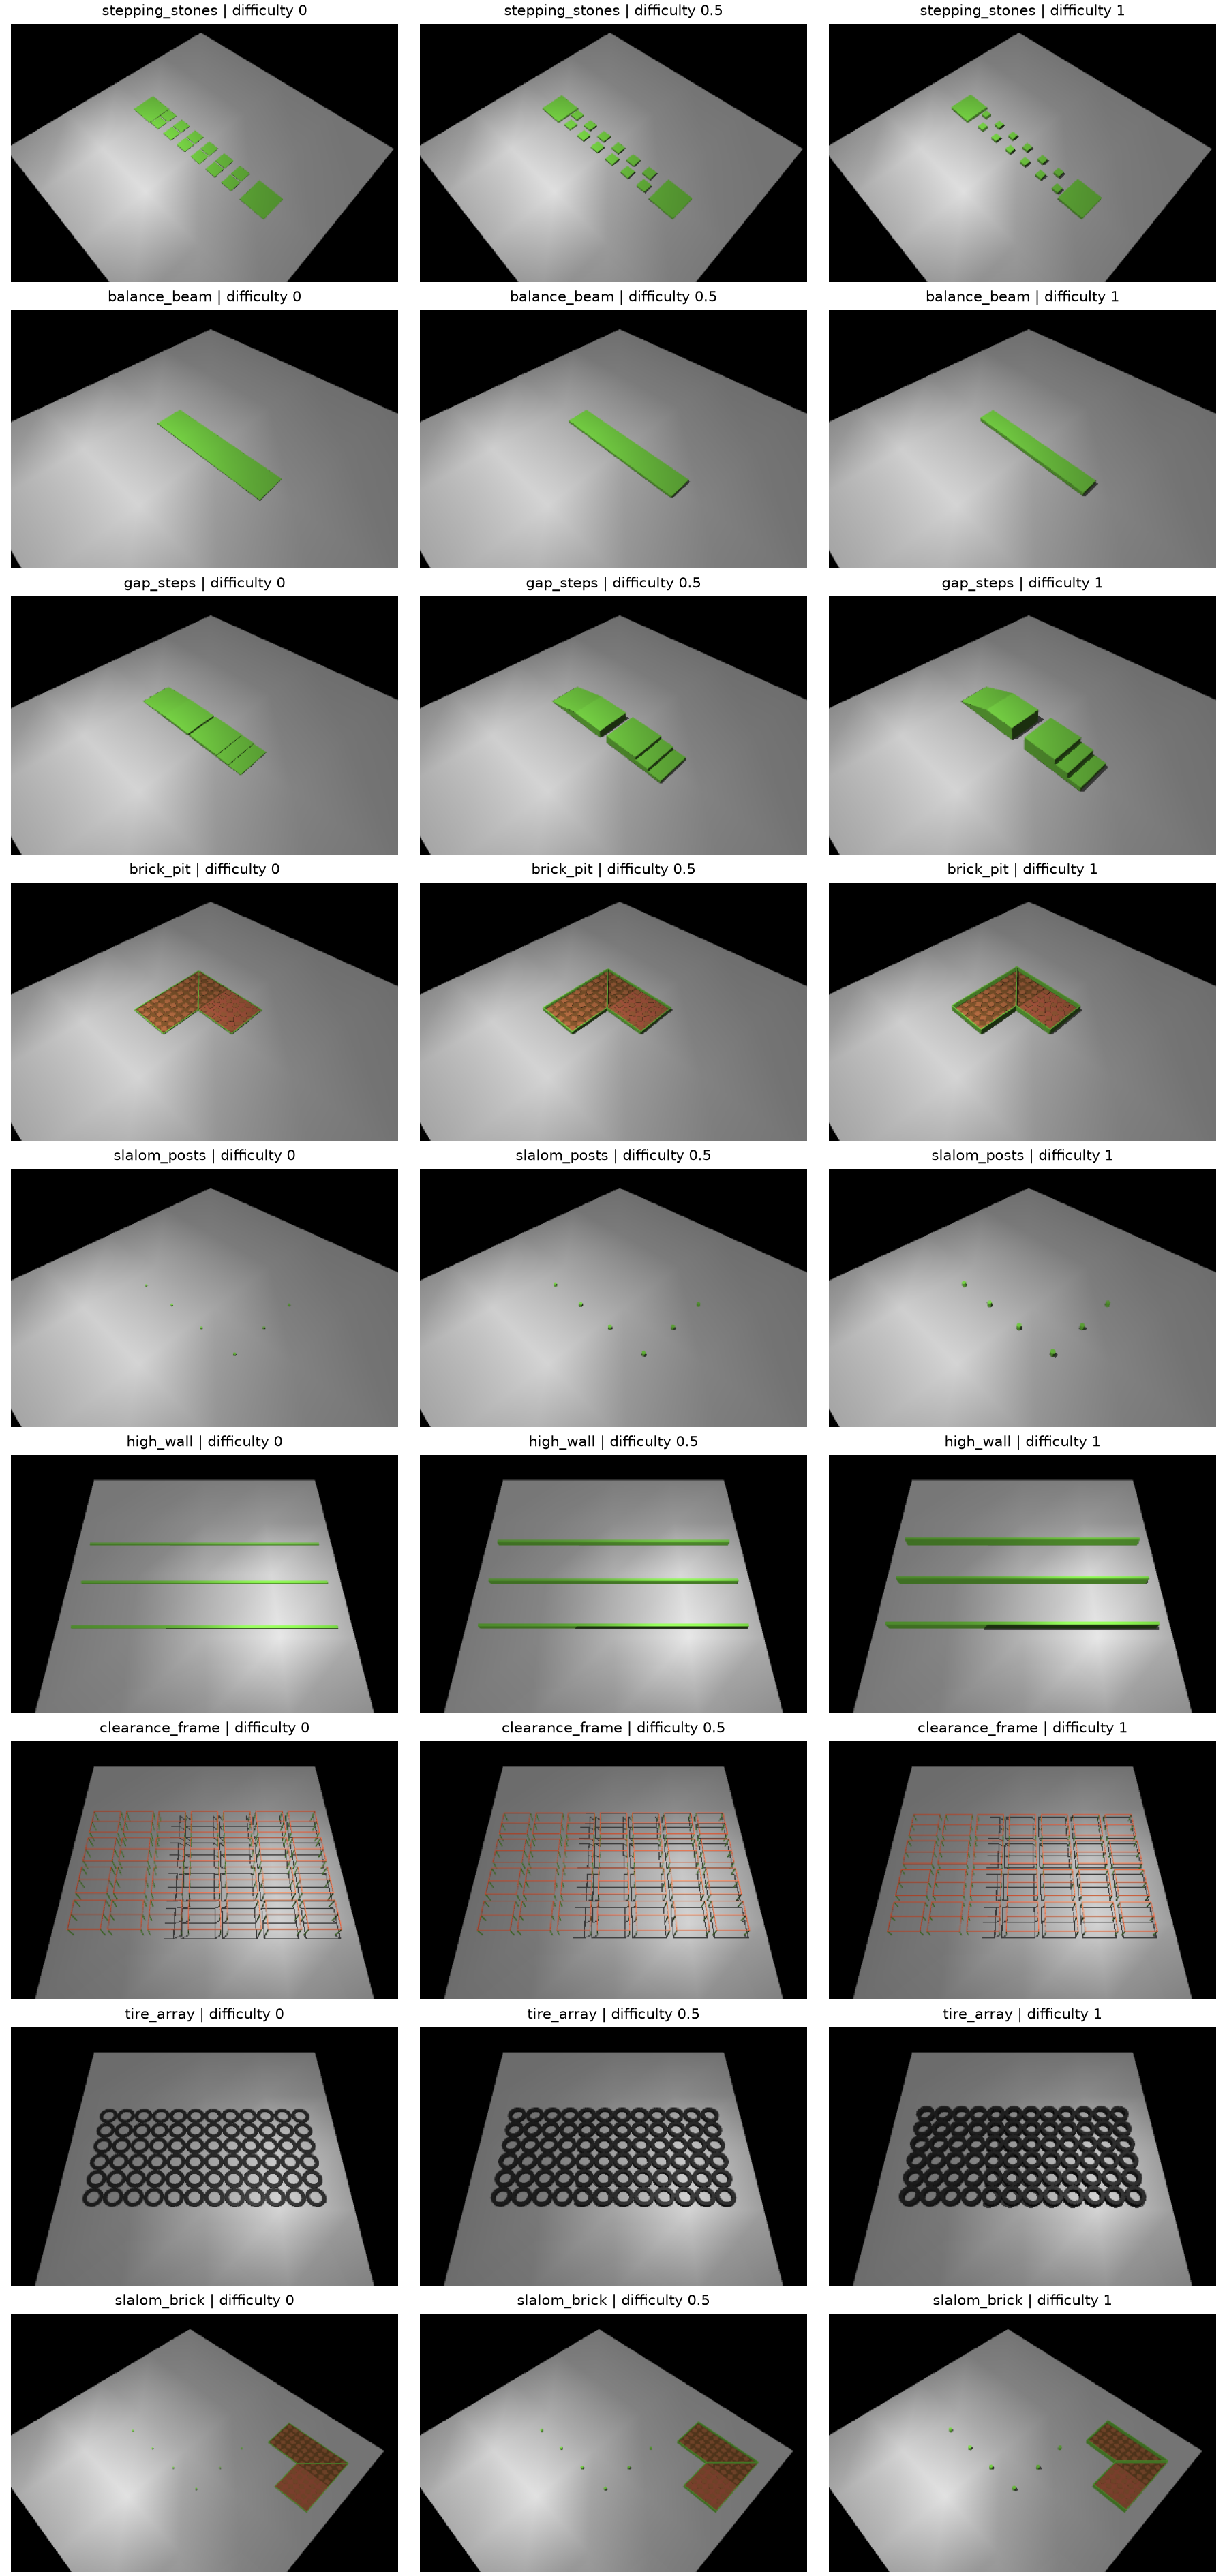 stepping_stones | difficulty 0
stepping_stones | difficulty 0.5
stepping_stones | difficulty 1
balance_beam | difficulty 0
balance_beam | difficulty 0.5
balance_beam | difficulty 1
gap_steps | difficulty 0
gap_steps | difficulty 0.5
gap_steps | difficulty 1
brick_pit | difficulty 0
brick_pit | difficulty 0.5
brick_pit | difficulty 1
slalom_posts | difficulty 0
slalom_posts | difficulty 0.5
slalom_posts | difficulty 1
high_wall | difficulty 0
high_wall | difficulty 0.5
high_wall | difficulty 1
clearance_frame | difficulty 0
clearance_frame | difficulty 0.5
clearance_frame | difficulty 1
tire_array | difficulty 0
tire_array | difficulty 0.5
tire_array | difficulty 1
slalom_brick | difficulty 0
slalom_brick | difficulty 0.5
slalom_brick | difficulty 1